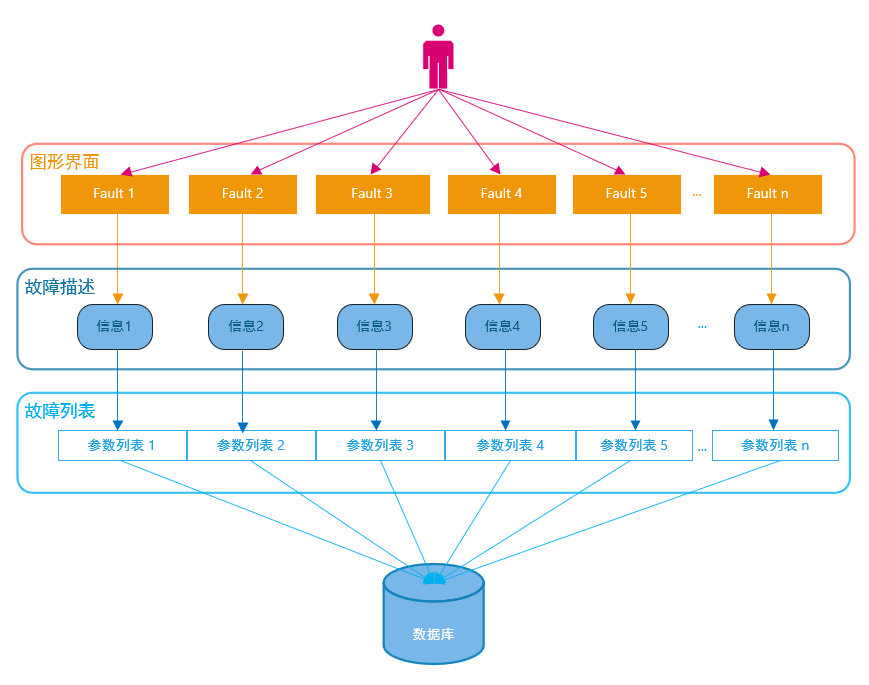 图形界面
Fault 1 Fault 2 Fault 3 Fault 4 Fault 5 ... Fault n
故障描述
信息1 信息2 信息3 信息4 信息5 ... 信息n
故障列表
参数列表 1 参数列表 2 参数列表 3 参数列表 4 参数列表 5 ... 参数列表 n
数据库